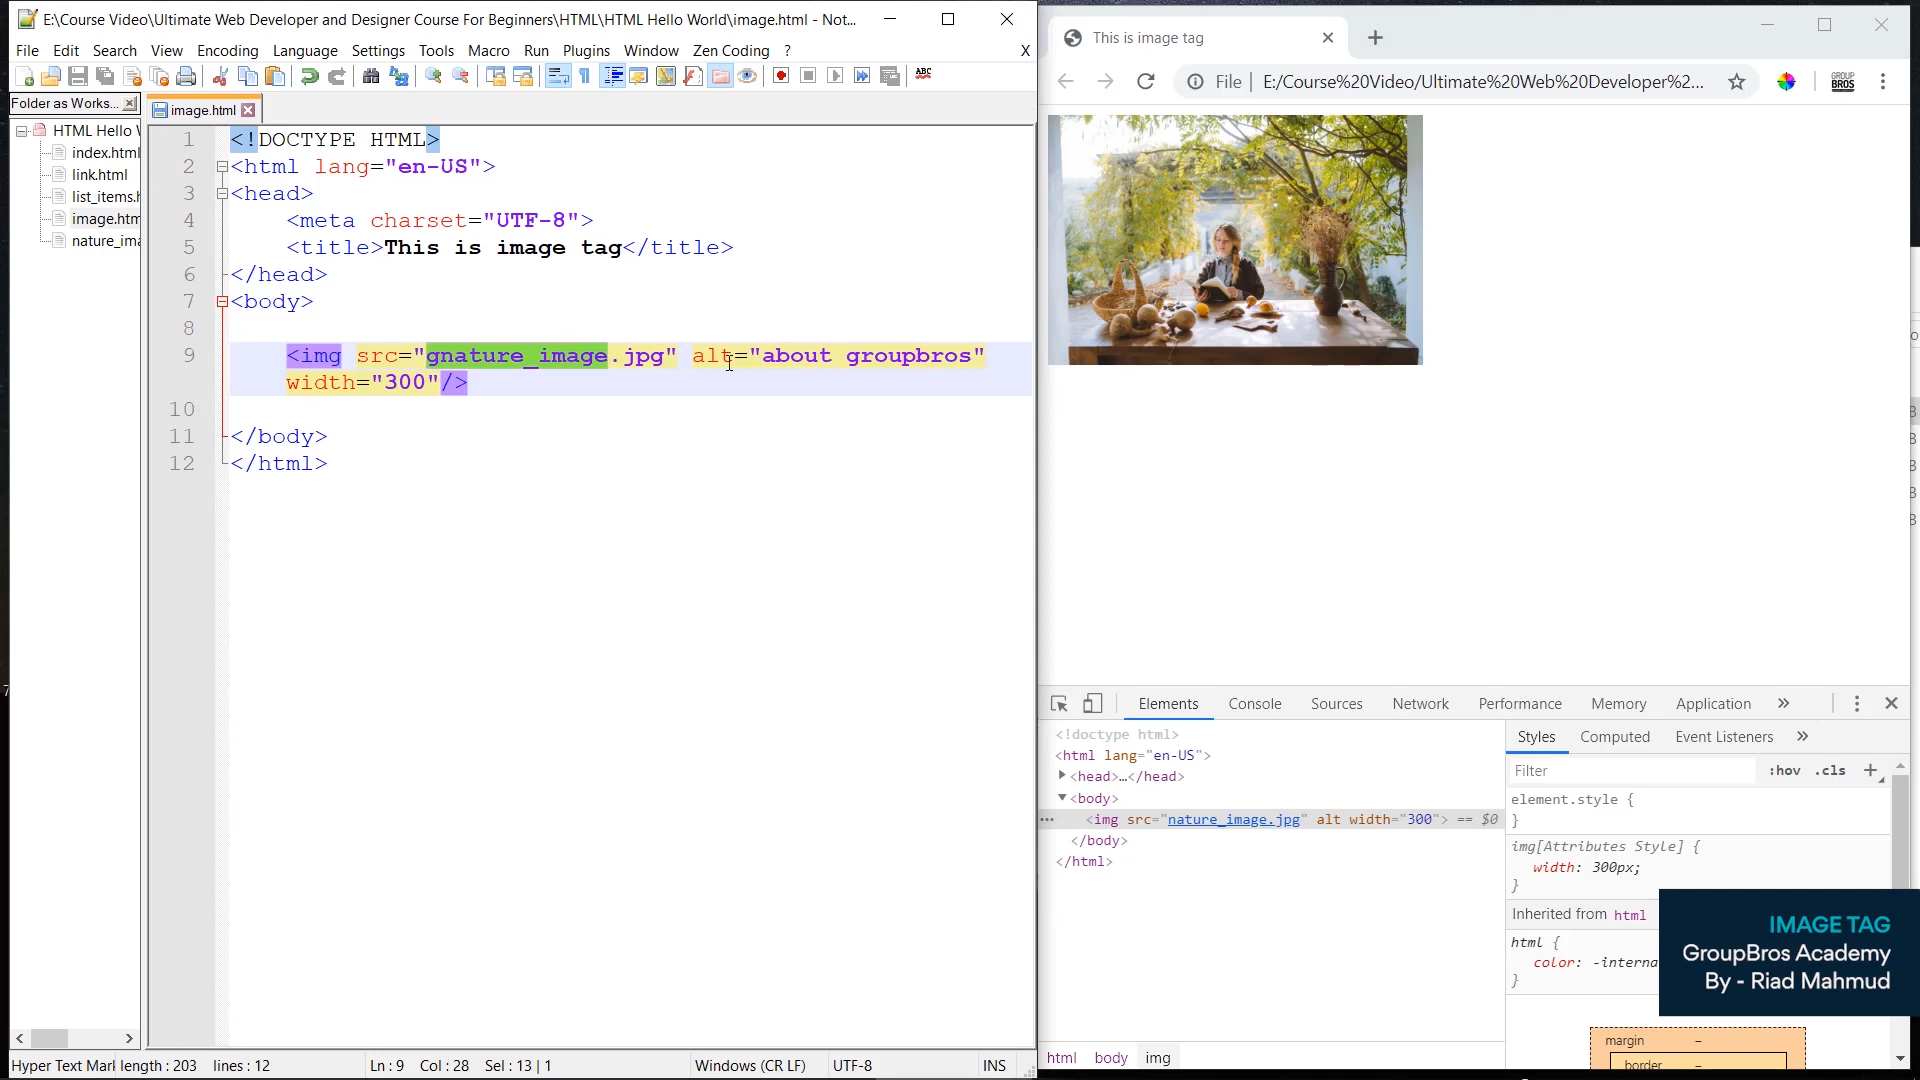 E:\Course Video\Ultimate Web Developer and Designer Course For Beginners\HTML\HTML Hello World\image.html - Not...
File Edit Search View Encoding Language Settings Tools Macro Run Plugins Window Zen Coding ? X
ABC
Folder as Works...
image.html
HTML Hello
index.html
link.html
list_items.h
image.htm
nature_ima
1 <!DOCTYPE HTML>
2 <html lang="en-US">
3 <head>
4 <meta charset="UTF-8">
5 <title>This is image tag</title>
6 </head>
7 <body>
8
9 <img src="gnature_image.jpg" alt="about groupbros"
width="300"/>
10
11 </body>
12 </html>
Hyper Text Mar length : 203 lines : 12 Ln : 9 Col : 28 Sel : 13 | 1 Windows (CR LF) UTF-8 INS
This is image tag
File | E:/Course%20Video/Ultimate%20Web%20Developer%2...
GROUP
BROS
Elements Console Sources Network Performance Memory Application »
<!doctype html>
<html lang="en-US">
<head>…</head>
<body>
<img src="nature_image.jpg" alt width="300"> == $0
</body>
</html>
html body img
Styles Computed Event Listeners »
Filter :hov .cls +
element.style {
}
img[Attributes Style] {
width: 300px;
}
Inherited from html
html {
color: -interna
}
margin –
border –
IMAGE TAG
GroupBros Academy
By - Riad Mahmud